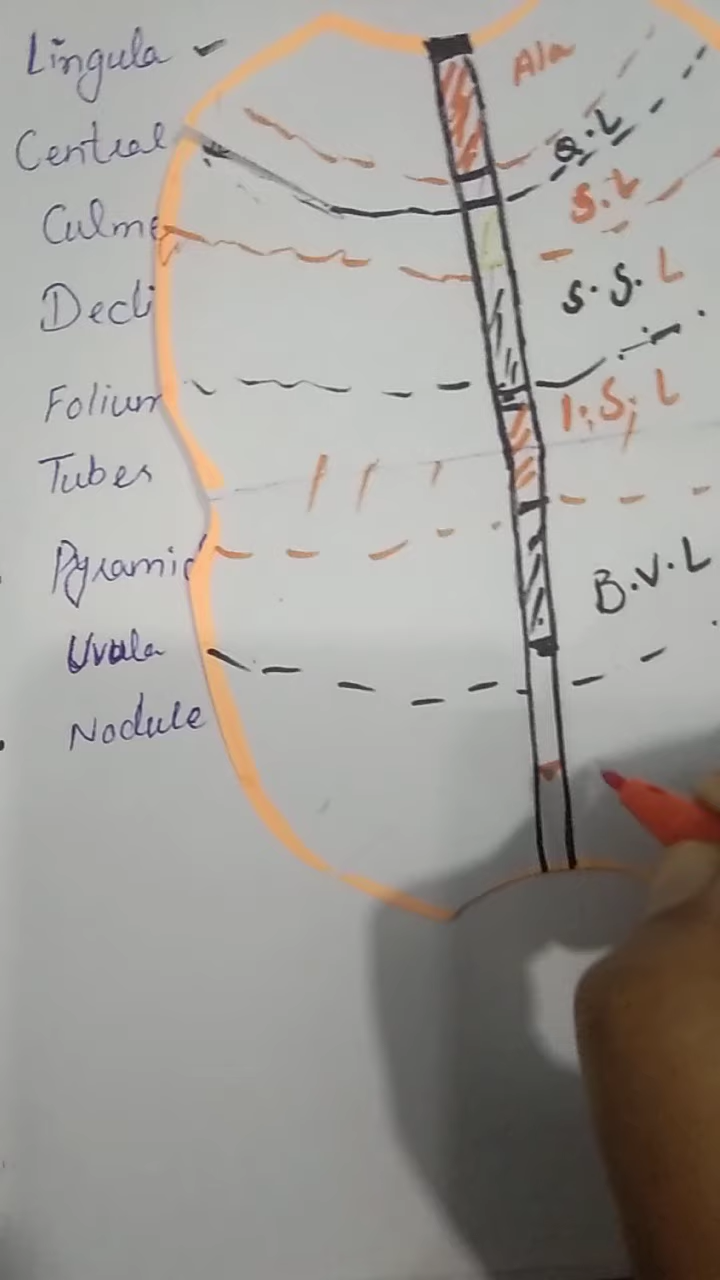 Lingula
Central
Culme
Decli
Folium
Tuber
Pyramid
Uvula
Nodule
Ala
Q.L
S.L
S.S.L
I.S.L
B.V.L